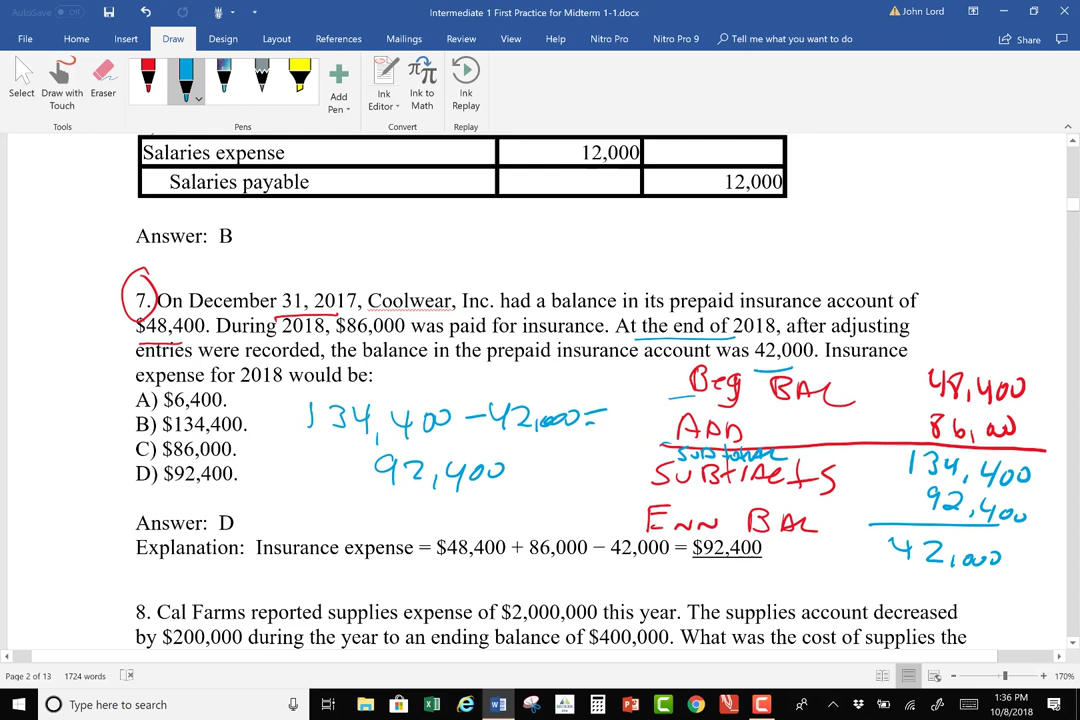 AutoSave Off
Intermediate 1 First Practice for Midterm 1-1.docx
John Lord
File Home Insert Draw Design Layout References Mailings Review View Help Nitro Pro Nitro Pro 9 Tell me what you want to do Share
Select
Draw with Touch
Eraser
Add Pen
Ink Editor
Ink to Math
Ink Replay
Tools
Pens
Convert
Replay
Salaries expense 12,000
Salaries payable 12,000
Answer: B
7. On December 31, 2017, Coolwear, Inc. had a balance in its prepaid insurance account of
$48,400. During 2018, $86,000 was paid for insurance. At the end of 2018, after adjusting
entries were recorded, the balance in the prepaid insurance account was 42,000. Insurance
expense for 2018 would be:
A) $6,400.
B) $134,400.
C) $86,000.
D) $92,400.
134,400 - 42,000 =
92,400
Beg BAL 48,400
ADD 86,00
Subtotal 134,400
SUBtrActS 92,400
Enn BAL 42,000
Answer: D
Explanation: Insurance expense = $48,400 + 86,000 − 42,000 = $92,400
8. Cal Farms reported supplies expense of $2,000,000 this year. The supplies account decreased
by $200,000 during the year to an ending balance of $400,000. What was the cost of supplies the
Page 2 of 13 1724 words 170%
Type here to search
1:36 PM
10/8/2018